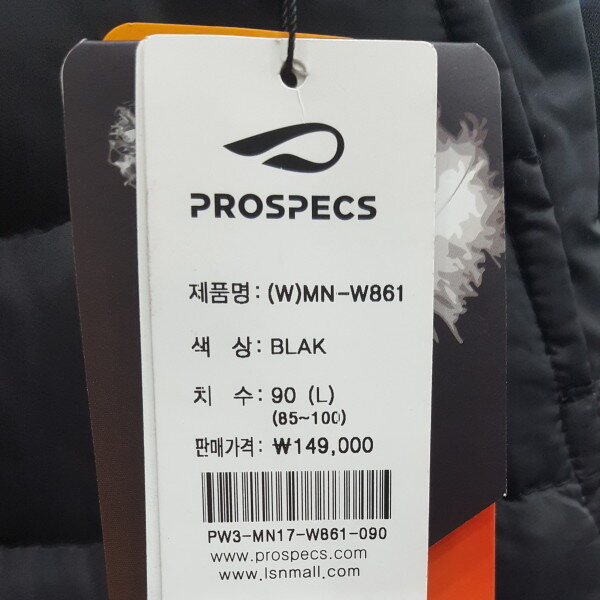 PROSPECS
제품명: (W)MN-W861
색 상: BLAK
치 수: 90 (L)
(85~100)
판매가격: ₩149,000
PW3-MN17-W861-090
www.prospecs.com
www.lsnmall.com